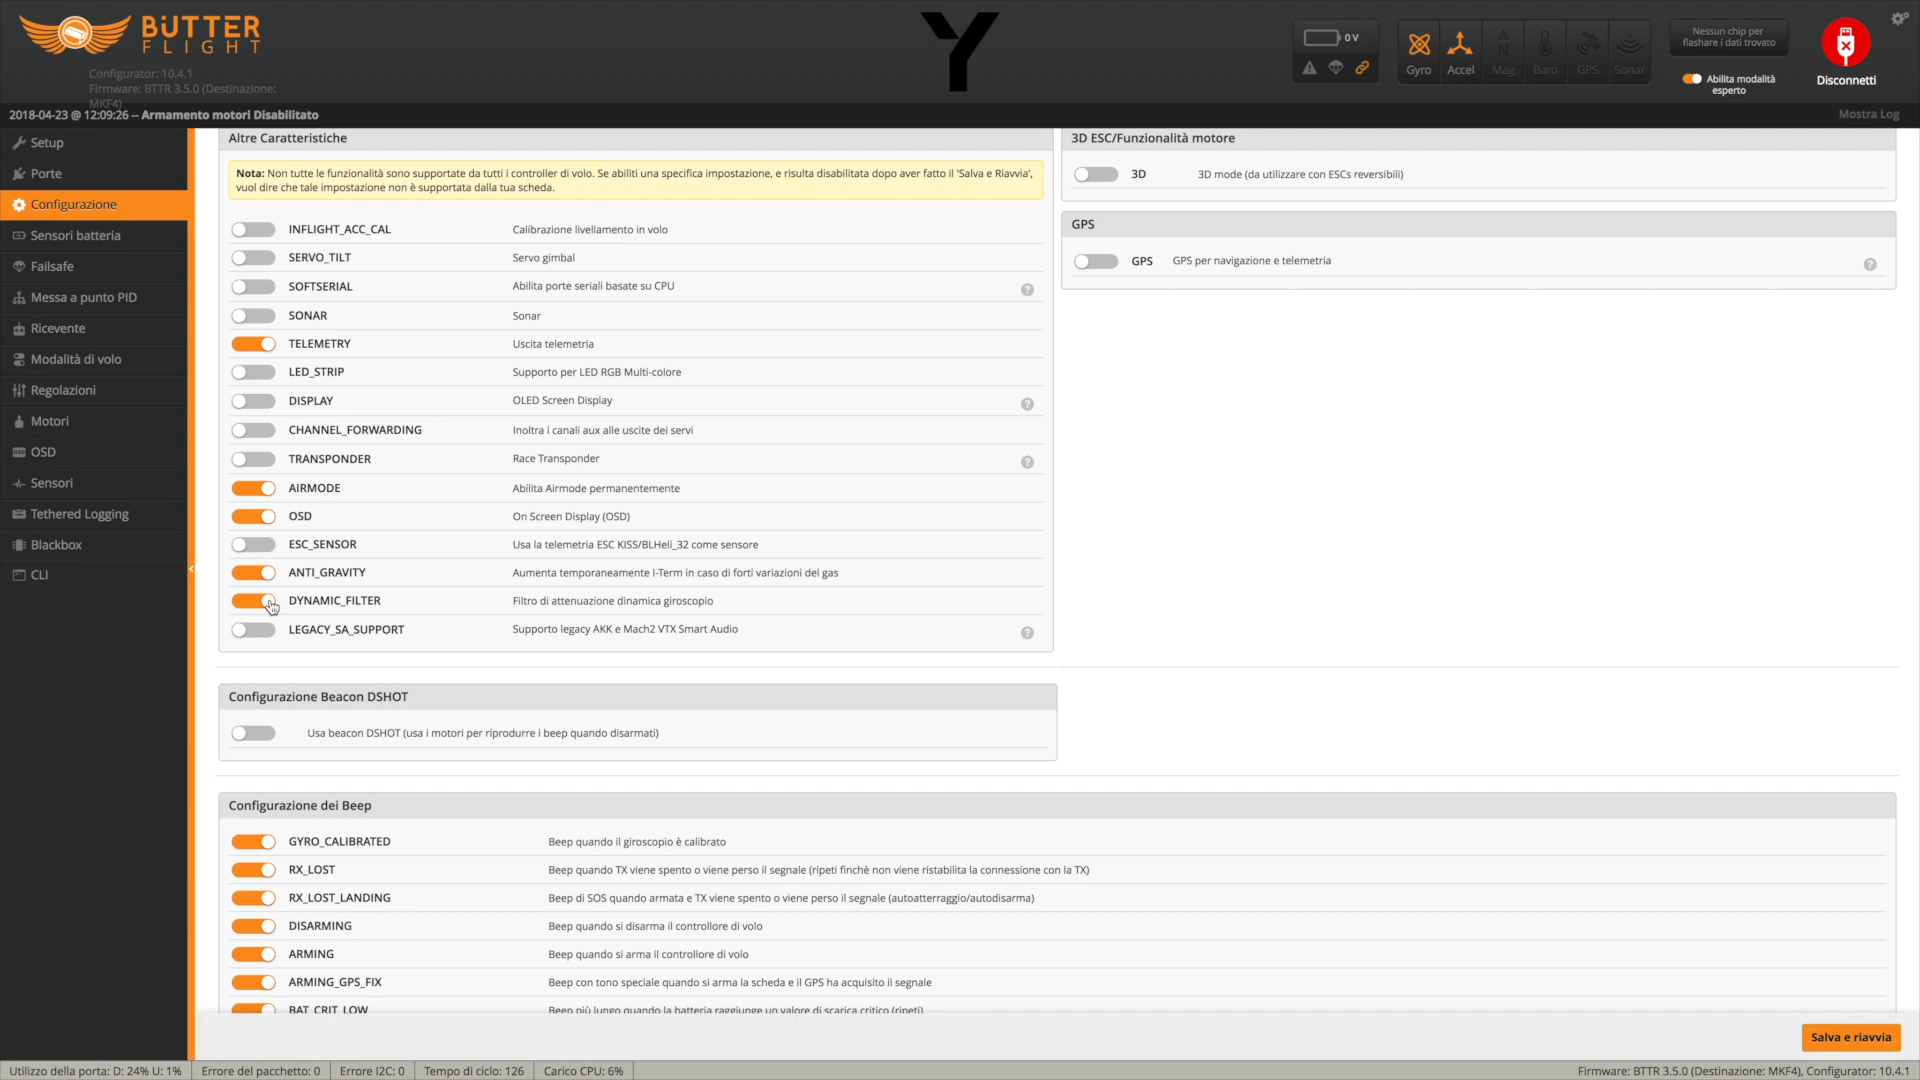 BUTTER
FLIGHT
Configurator: 10.4.1
Firmware: BTTR 3.5.0 (Destinazione:
MKF4)
Y
0 V
Gyro
Accel
Mag
Baro
GPS
Sonar
Nessun chip per
flashare i dati trovato
Abilita modalità
esperto
Disconnetti
2018-04-23 @ 12:09:26 -- Armamento motori Disabilitato
Mostra Log
Setup
Porte
Configurazione
Sensori batteria
Failsafe
Messa a punto PID
Ricevente
Modalità di volo
Regolazioni
Motori
OSD
Sensori
Tethered Logging
Blackbox
CLI
Altre Caratteristiche
Nota: Non tutte le funzionalità sono supportate da tutti i controller di volo. Se abiliti una specifica impostazione, e risulta disabilitata dopo aver fatto il 'Salva e Riavvia',
vuol dire che tale impostazione non è supportata dalla tua scheda.
INFLIGHT_ACC_CAL Calibrazione livellamento in volo
SERVO_TILT Servo gimbal
SOFTSERIAL Abilita porte seriali basate su CPU ?
SONAR Sonar
TELEMETRY Uscita telemetria
LED_STRIP Supporto per LED RGB Multi-colore
DISPLAY OLED Screen Display ?
CHANNEL_FORWARDING Inoltra i canali aux alle uscite dei servi
TRANSPONDER Race Transponder ?
AIRMODE Abilita Airmode permanentemente
OSD On Screen Display (OSD)
ESC_SENSOR Usa la telemetria ESC KISS/BLHeli_32 come sensore
ANTI_GRAVITY Aumenta temporaneamente I-Term in caso di forti variazioni del gas
DYNAMIC_FILTER Filtro di attenuazione dinamica giroscopio
LEGACY_SA_SUPPORT Supporto legacy AKK e Mach2 VTX Smart Audio ?
3D ESC/Funzionalità motore
3D 3D mode (da utilizzare con ESCs reversibili)
GPS
GPS GPS per navigazione e telemetria ?
Configurazione Beacon DSHOT
Usa beacon DSHOT (usa i motori per riprodurre i beep quando disarmati)
Configurazione dei Beep
GYRO_CALIBRATED Beep quando il giroscopio è calibrato
RX_LOST Beep quando TX viene spento o viene perso il segnale (ripeti finchè non viene ristabilita la connessione con la TX)
RX_LOST_LANDING Beep di SOS quando armata e TX viene spento o viene perso il segnale (autoatterraggio/autodisarma)
DISARMING Beep quando si disarma il controllore di volo
ARMING Beep quando si arma il controllore di volo
ARMING_GPS_FIX Beep con tono speciale quando si arma la scheda e il GPS ha acquisito il segnale
BAT_CRIT_LOW Beep più lungo quando la batteria raggiunge un valore di scarica critico (ripeti)
Salva e riavvia
Utilizzo della porta: D: 24% U: 1%
Errore del pacchetto: 0
Errore I2C: 0
Tempo di ciclo: 126
Carico CPU: 6%
Firmware: BTTR 3.5.0 (Destinazione: MKF4), Configurator: 10.4.1